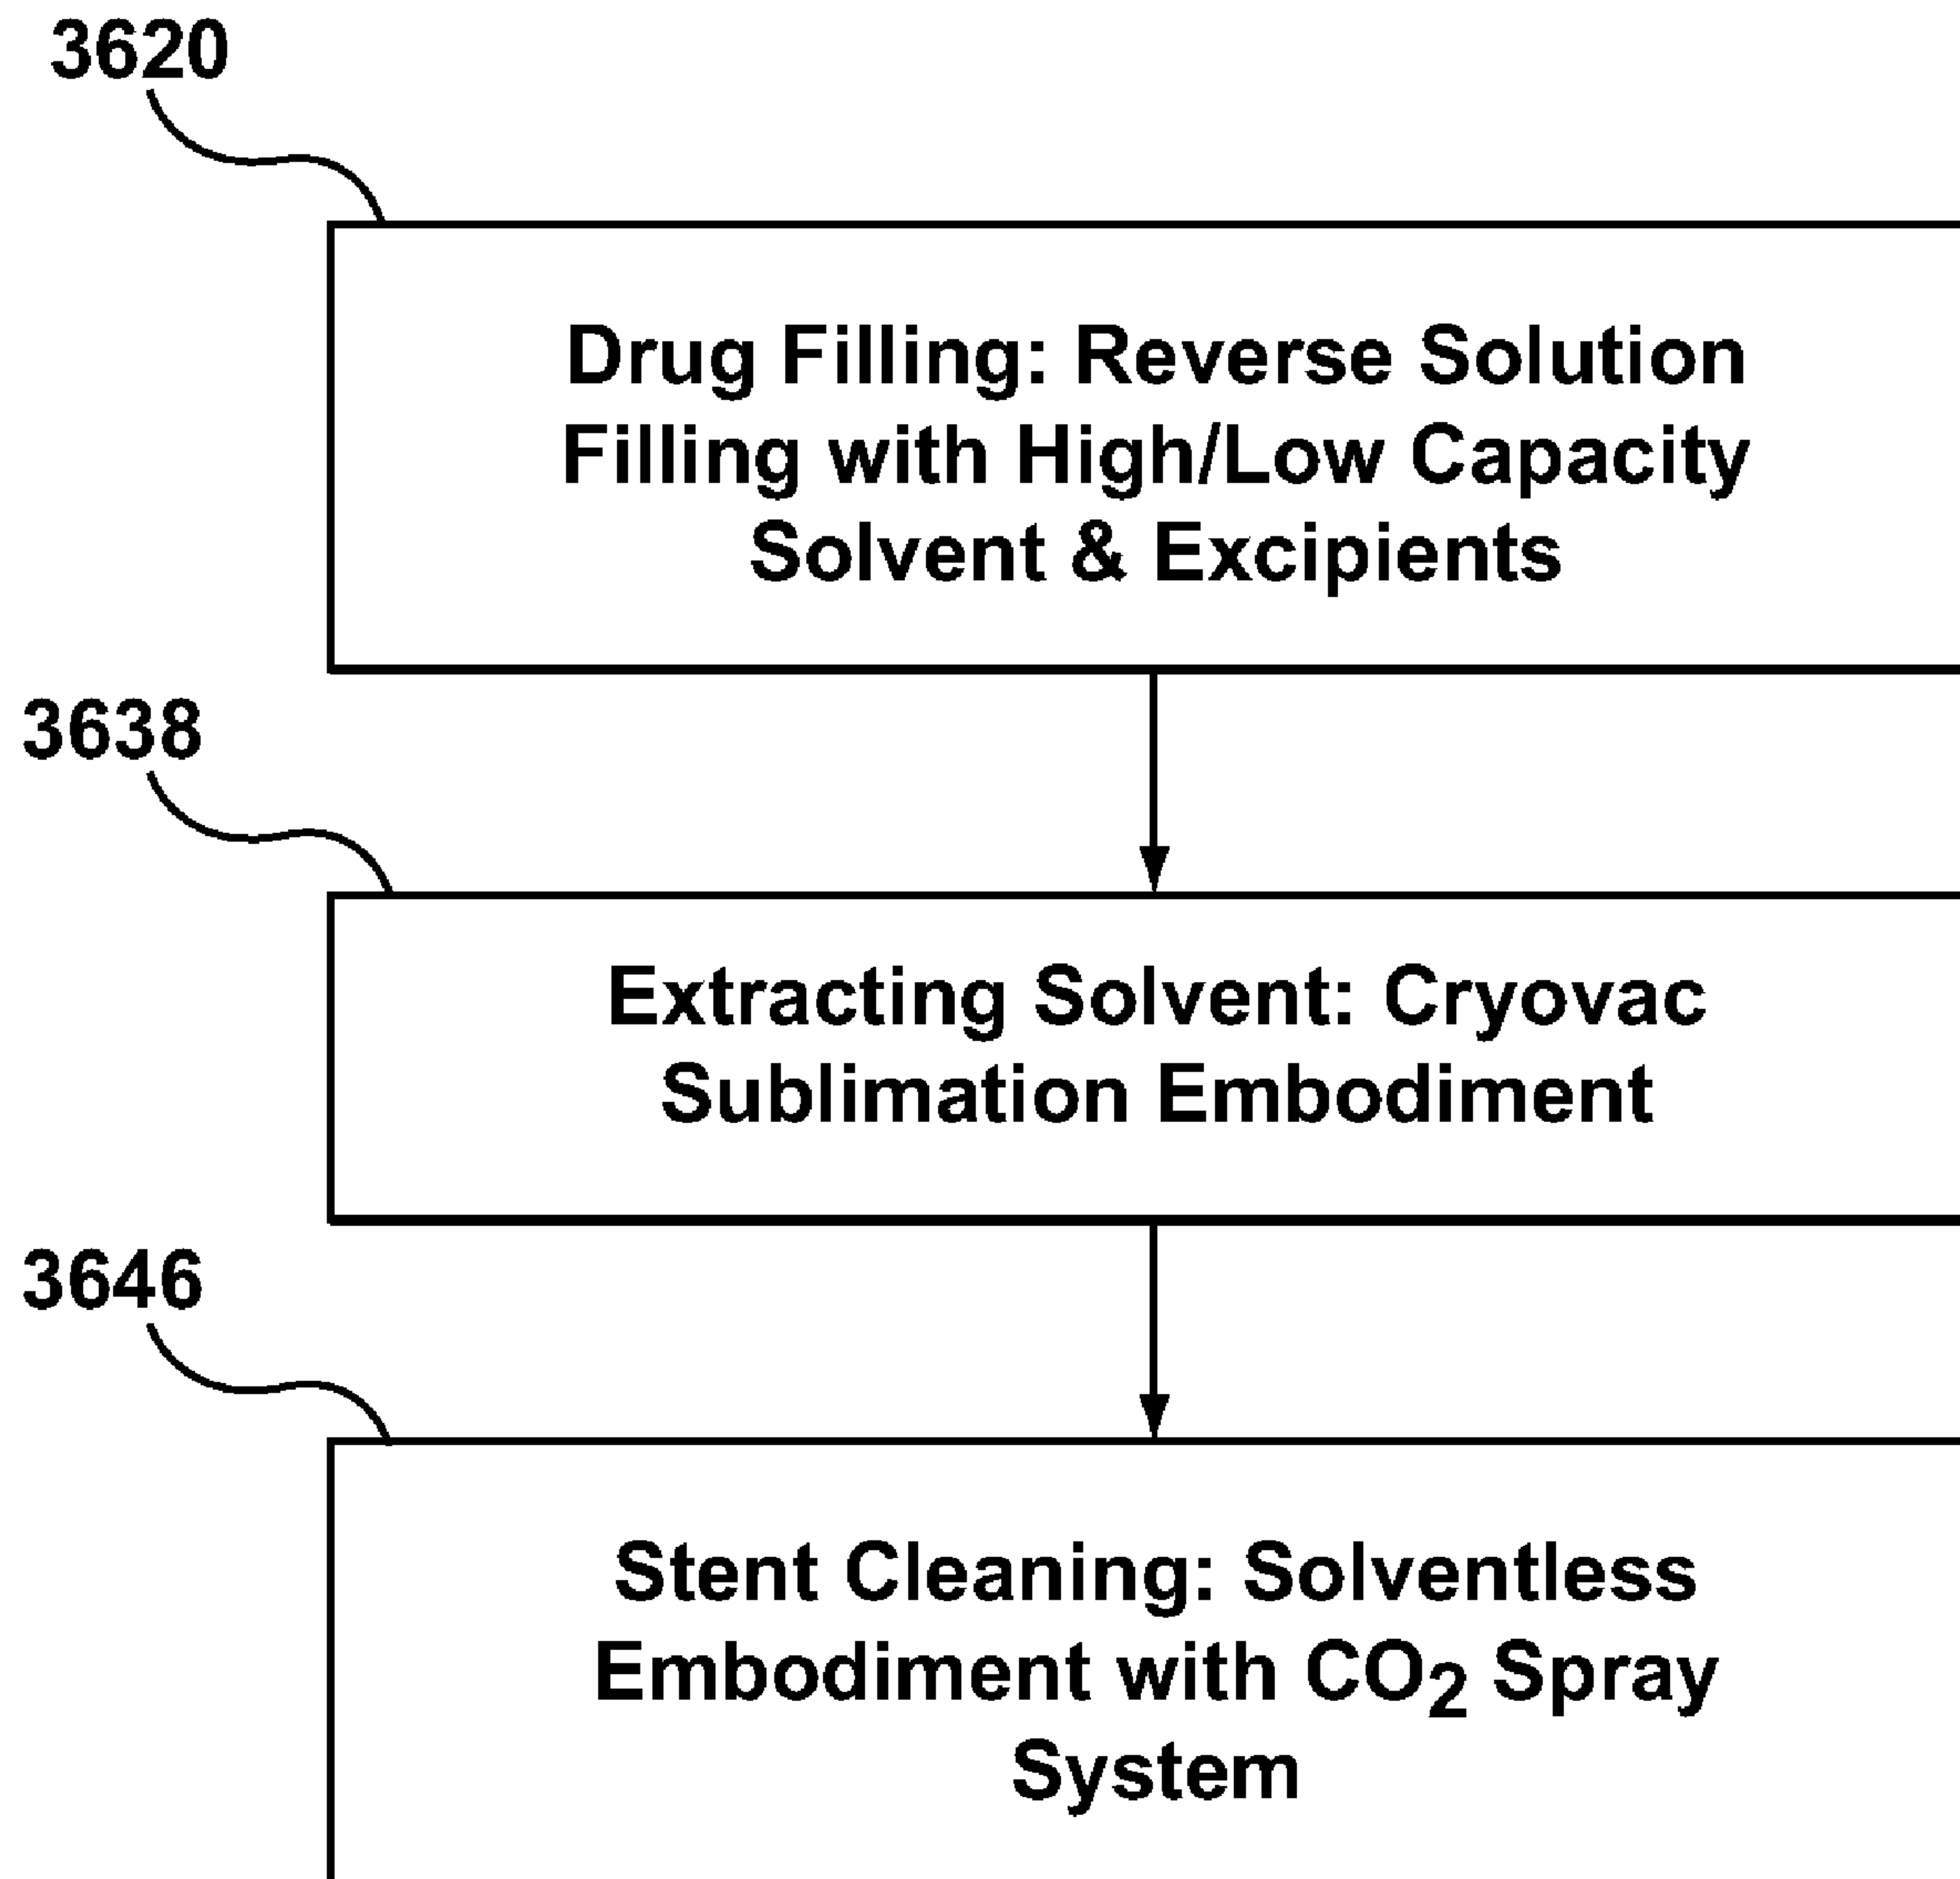 3620
Drug Filling: Reverse Solution
Filling with High/Low Capacity
Solvent & Excipients
3638
Extracting Solvent: Cryovac
Sublimation Embodiment
3646
Stent Cleaning: Solventless
Embodiment with CO₂ Spray
System